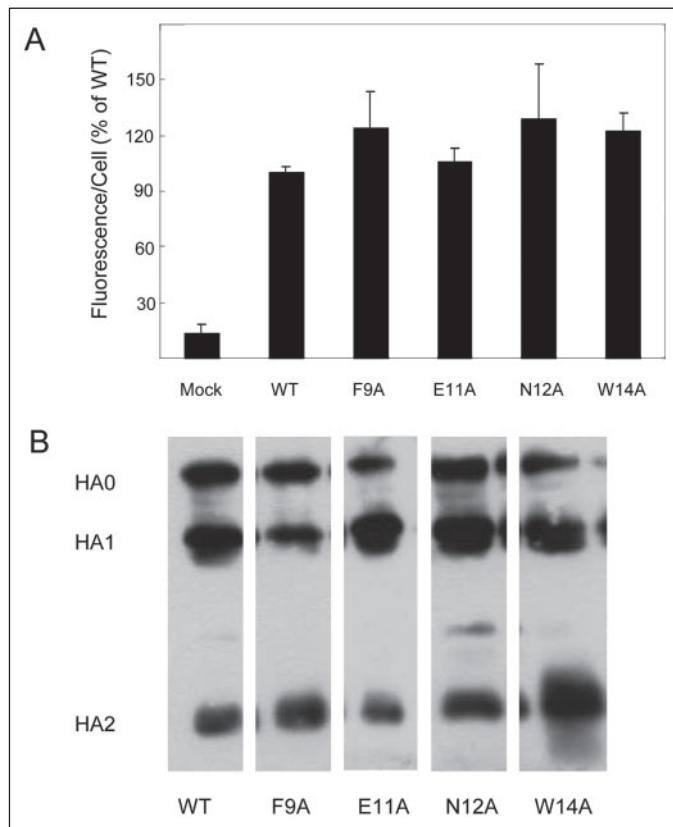 A
Fluorescence/Cell (% of WT)
150
120
90
60
30
Mock WT F9A E11A N12A W14A
B
HA0
HA1
HA2
WT F9A E11A N12A W14A